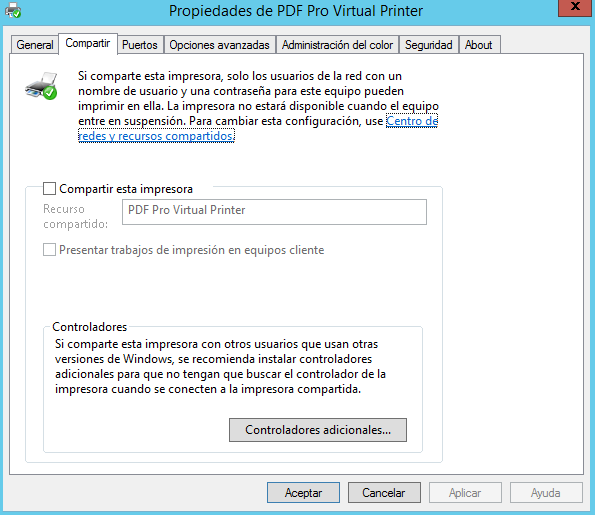 Propiedades de PDF Pro Virtual Printer
x
General Compartir Puertos Opciones avanzadas Administración del color Seguridad About
Si comparte esta impresora, solo los usuarios de la red con un
nombre de usuario y una contraseña para este equipo pueden
imprimir en ella. La impresora no estará disponible cuando el equipo
entre en suspensión. Para cambiar esta configuración, use Centro de
redes y recursos compartidos.
Compartir esta impresora
Recurso
compartido:
PDF Pro Virtual Printer
Presentar trabajos de impresión en equipos cliente
Controladores
Si comparte esta impresora con otros usuarios que usan otras
versiones de Windows, se recomienda instalar controladores
adicionales para que no tengan que buscar el controlador de la
impresora cuando se conecten a la impresora compartida.
Controladores adicionales...
Aceptar Cancelar Aplicar Ayuda